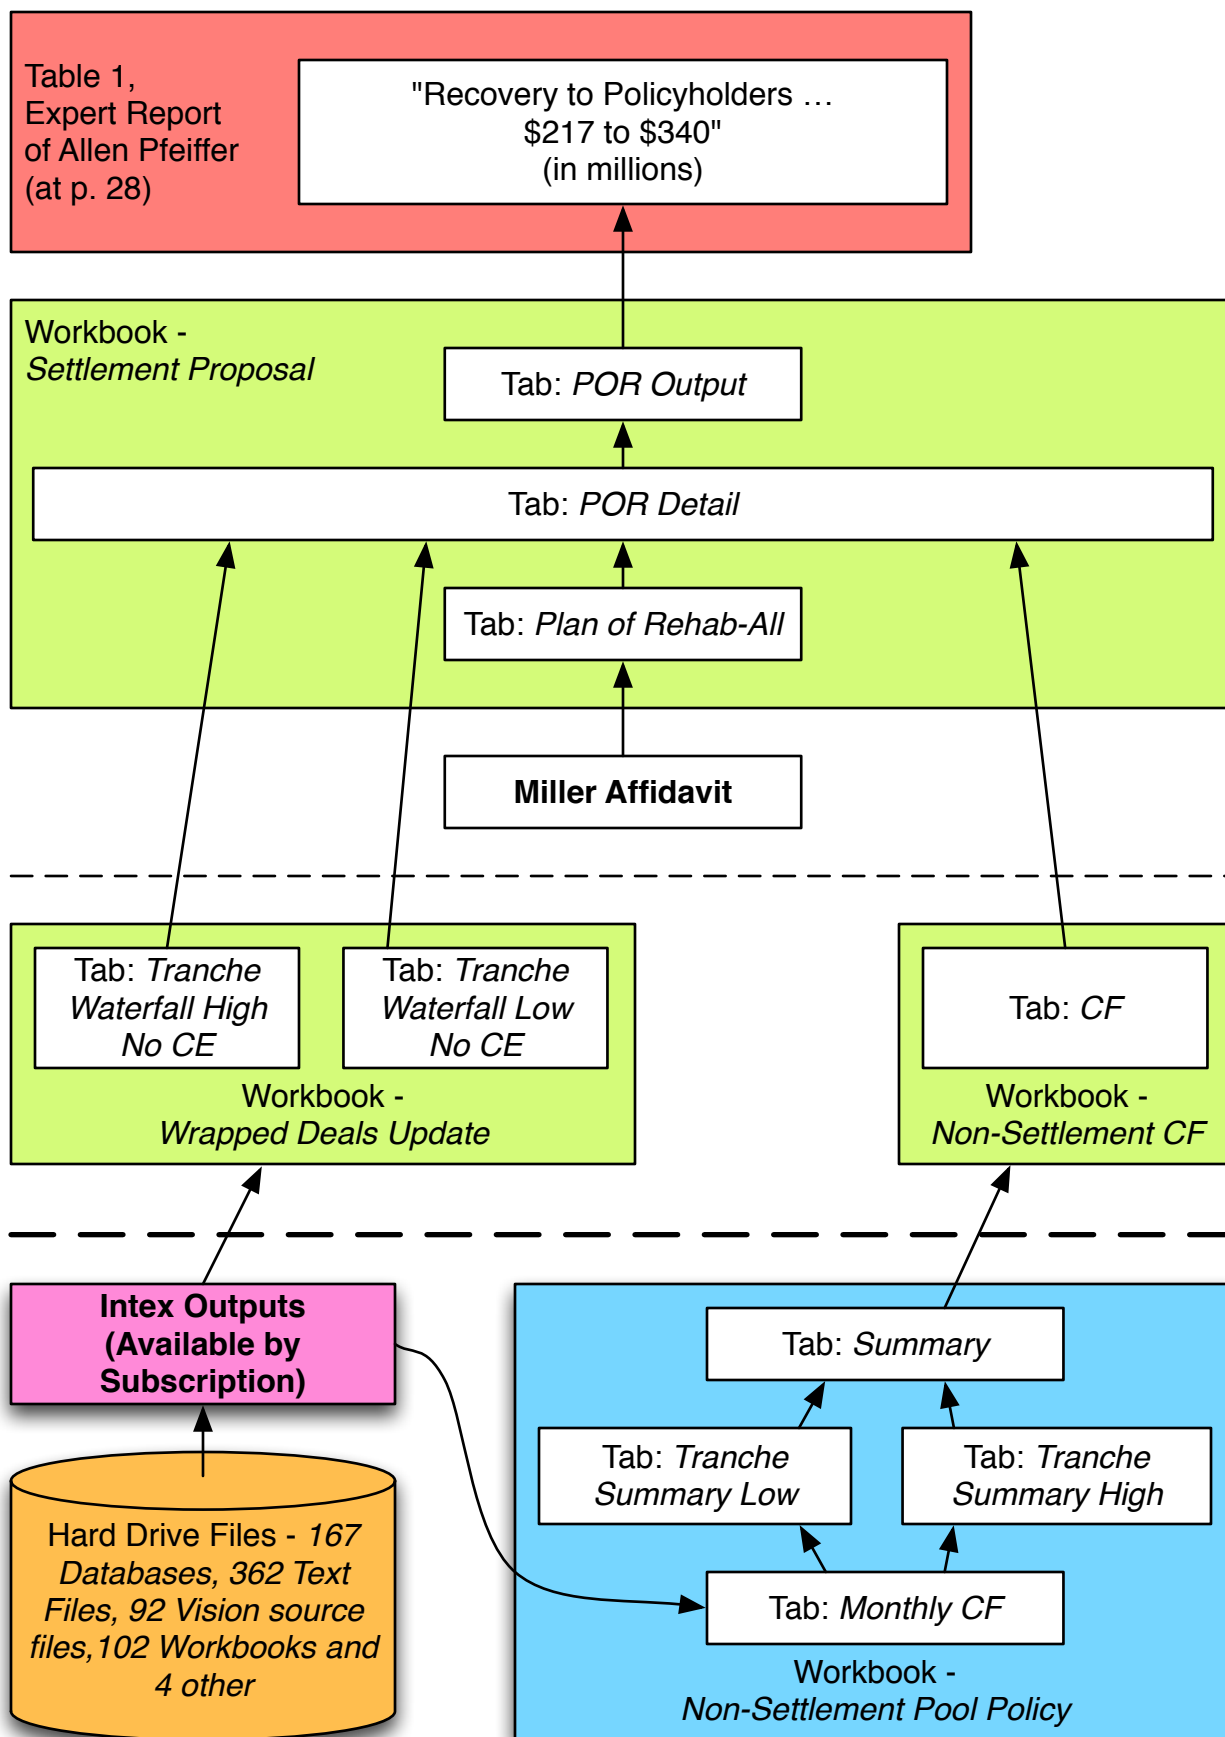 Table 1,
Expert Report
of Allen Pfeiffer
(at p. 28)
"Recovery to Policyholders …
$217 to $340"
(in millions)
Workbook -
Settlement Proposal
Tab: POR Output
Tab: POR Detail
Tab: Plan of Rehab-All
Miller Affidavit
Tab: Tranche
Waterfall High
No CE
Tab: Tranche
Waterfall Low
No CE
Workbook -
Wrapped Deals Update
Tab: CF
Workbook -
Non-Settlement CF
Intex Outputs
(Available by
Subscription)
Hard Drive Files - 167
Databases, 362 Text
Files, 92 Vision source
files,102 Workbooks and
4 other
Tab: Summary
Tab: Tranche
Summary Low
Tab: Tranche
Summary High
Tab: Monthly CF
Workbook -
Non-Settlement Pool Policy